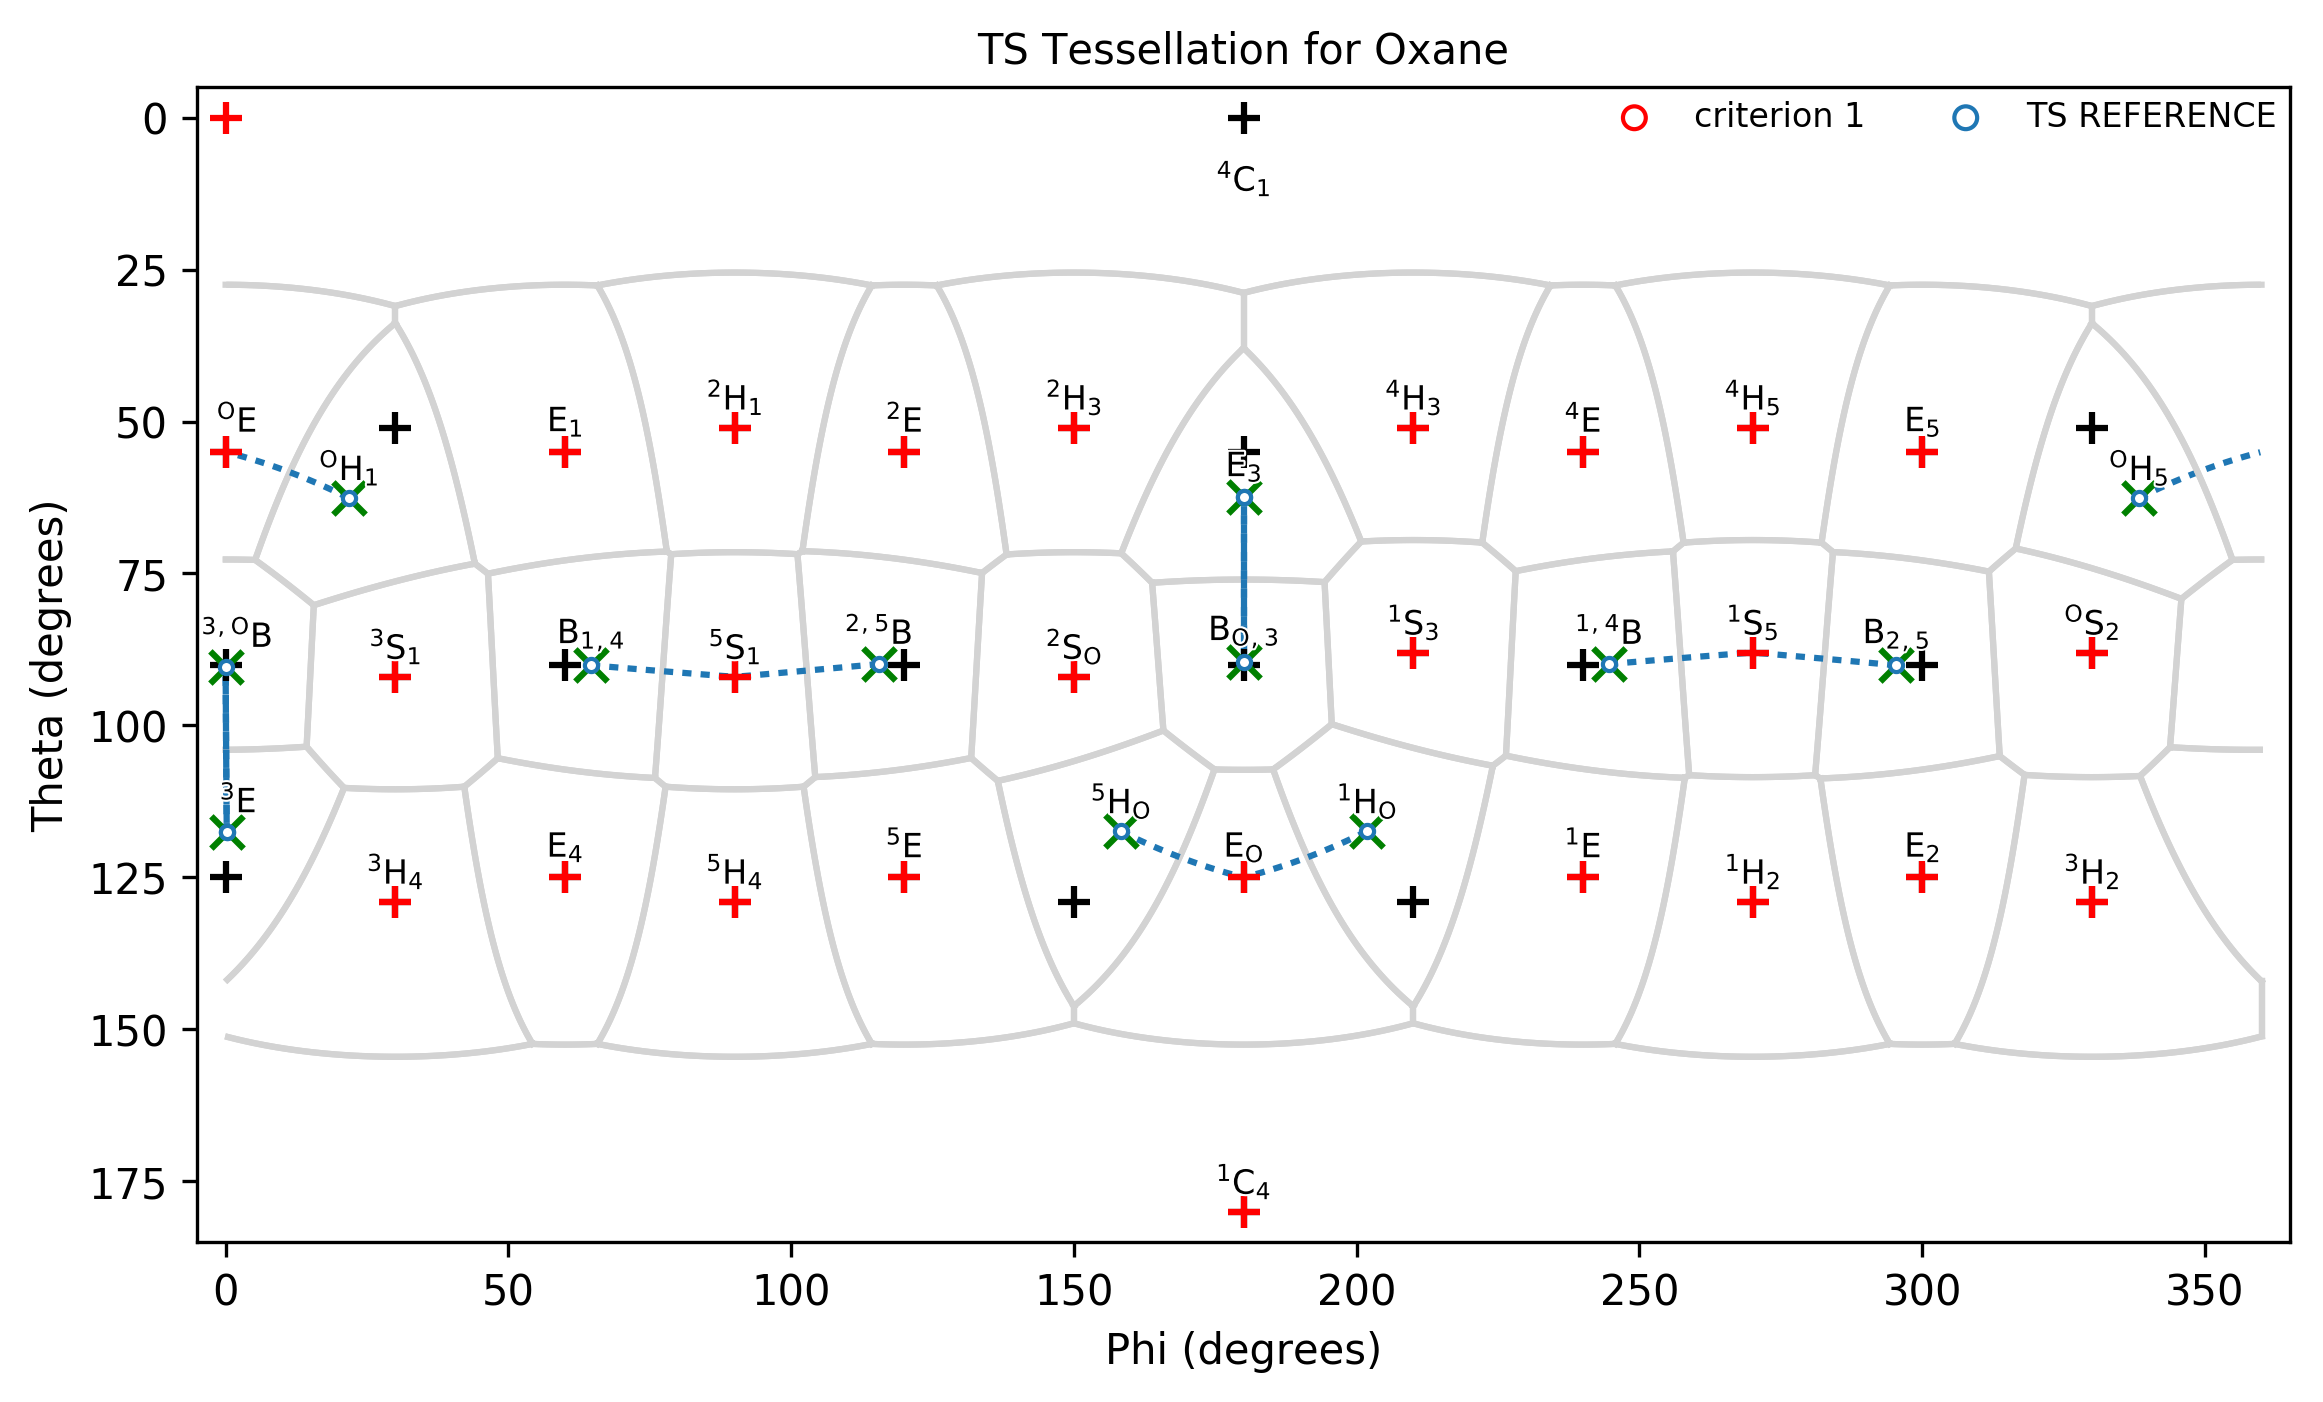 TS Tessellation for Oxane
criterion 1
TS REFERENCE
⁴C₁
ᴼE
ᴼH₁
E₁
²H₁
²E
²H₃
E₃
⁴H₃
⁴E
⁴H₅
E₅
ᴼH₅
³,ᴼB
³S₁
B₁,₄
⁵S₁
²,⁵B
²Sₒ
Bₒ,₃
¹S₃
¹,⁴B
¹S₅
B₂,₅
ᴼS₂
³E
³H₄
E₄
⁵H₄
⁵E
⁵Hₒ
Eₒ
¹Hₒ
¹E
¹H₂
E₂
³H₂
¹C₄
0
25
50
75
100
125
150
175
Theta (degrees)
0 50 100 150 200 250 300 350
Phi (degrees)